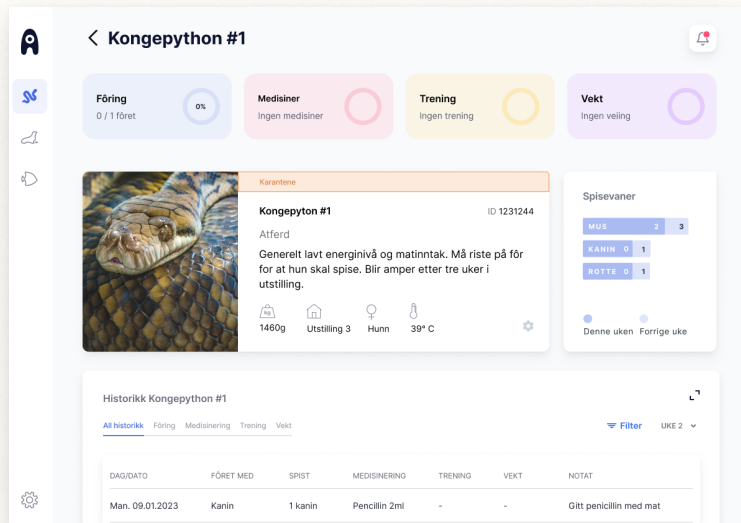 Kongepython #1
Fôring
0 / 1 fôret
0%
Medisiner
Ingen medisiner
Trening
Ingen trening
Vekt
Ingen veiing
Karantene
Kongepyton #1
ID 1231244
Atferd
Generelt lavt energinivå og matinntak. Må riste på fôr
for at hun skal spise. Blir amper etter tre uker i
utstilling.
kg
1460g
Utstilling 3
Hunn
39° C
Spisevaner
MUS 2 3
KANIN 0 1
ROTTE 0 1
Denne uken Forrige uke
Historikk Kongepython #1
All historikk Fôring Medisinering Trening Vekt
Filter UKE 2
DAG/DATO FÔRET MED SPIST MEDISINERING TRENING VEKT NOTAT
Man. 09.01.2023 Kanin 1 kanin Pencillin 2ml - - Gitt penicillin med mat